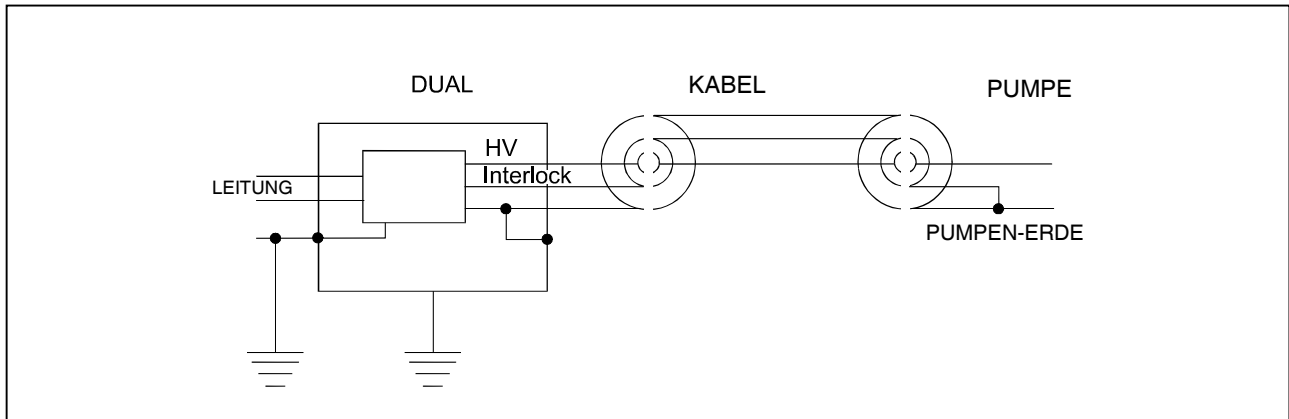 DUAL
KABEL
PUMPE
HV
Interlock
LEITUNG
PUMPEN-ERDE